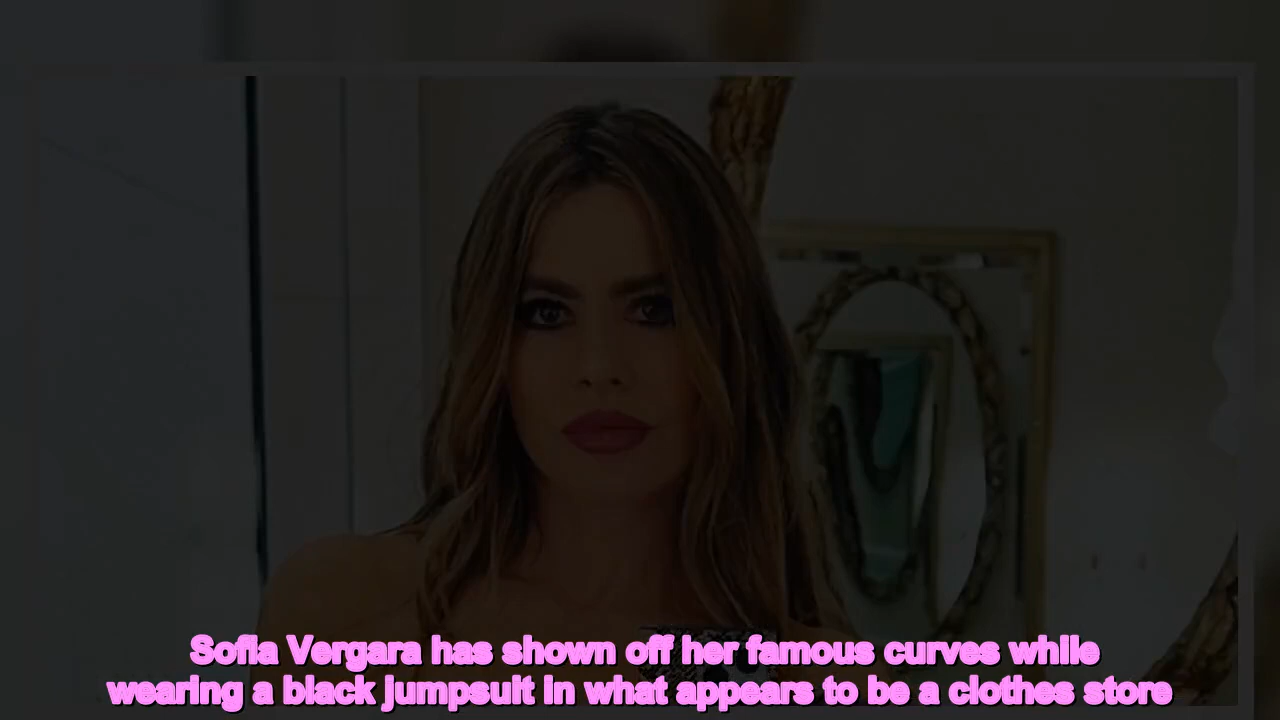 Sofia Vergara has shown off her famous curves while
wearing a black jumpsuit in what appears to be a clothes store